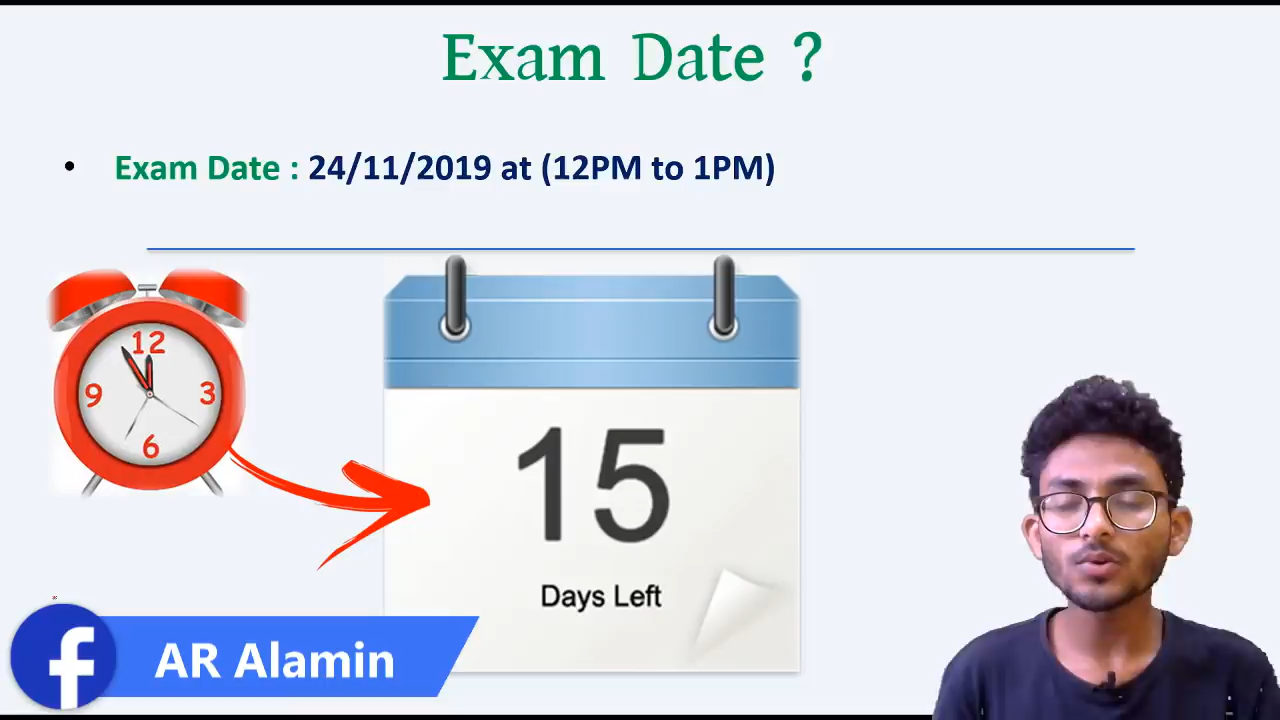 Exam Date ?
• Exam Date : 24/11/2019 at (12PM to 1PM)
12
9
3
6
15
Days Left
AR Alamin